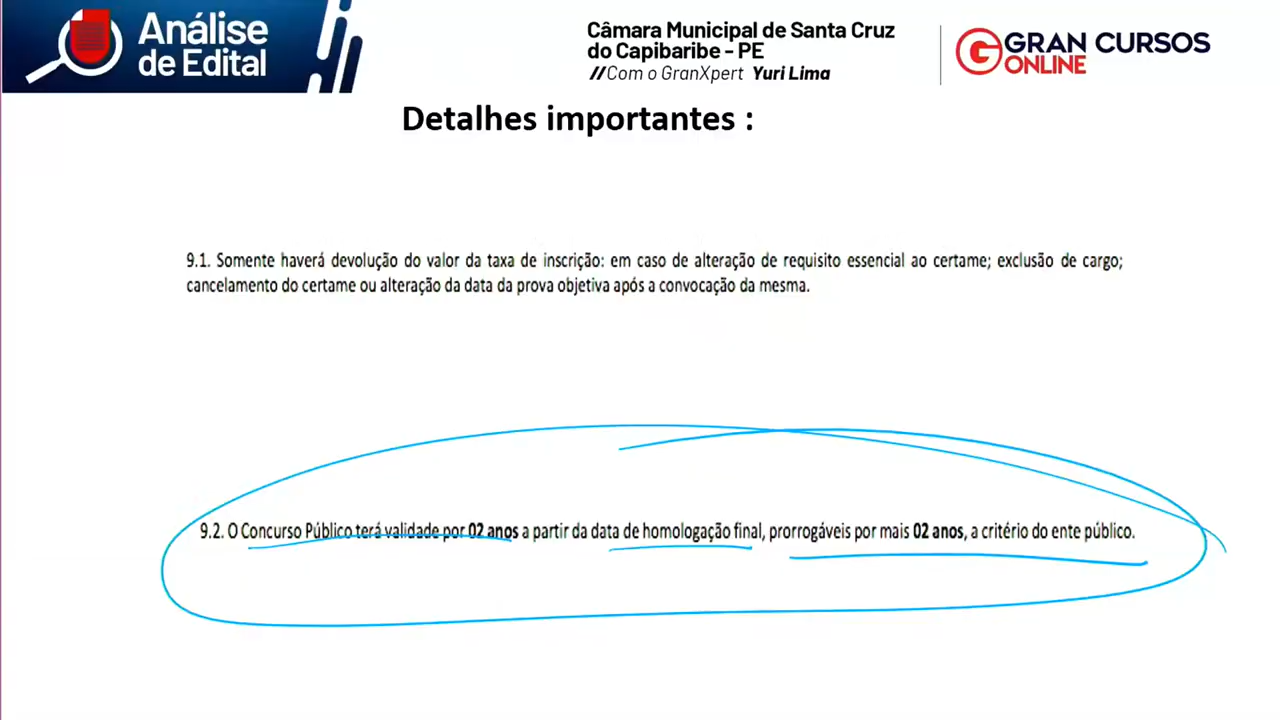 Análise
de Edital
Câmara Municipal de Santa Cruz
do Capibaribe - PE
//Com o GranXpert Yuri Lima
G
GRAN CURSOS
ONLINE
Detalhes importantes :
9.1. Somente haverá devolução do valor da taxa de inscrição: em caso de alteração de requisito essencial ao certame; exclusão de cargo;
cancelamento do certame ou alteração da data da prova objetiva após a convocação da mesma.
9.2. O Concurso Público terá validade por 02 anos a partir da data de homologação final, prorrogáveis por mais 02 anos, a critério do ente público.